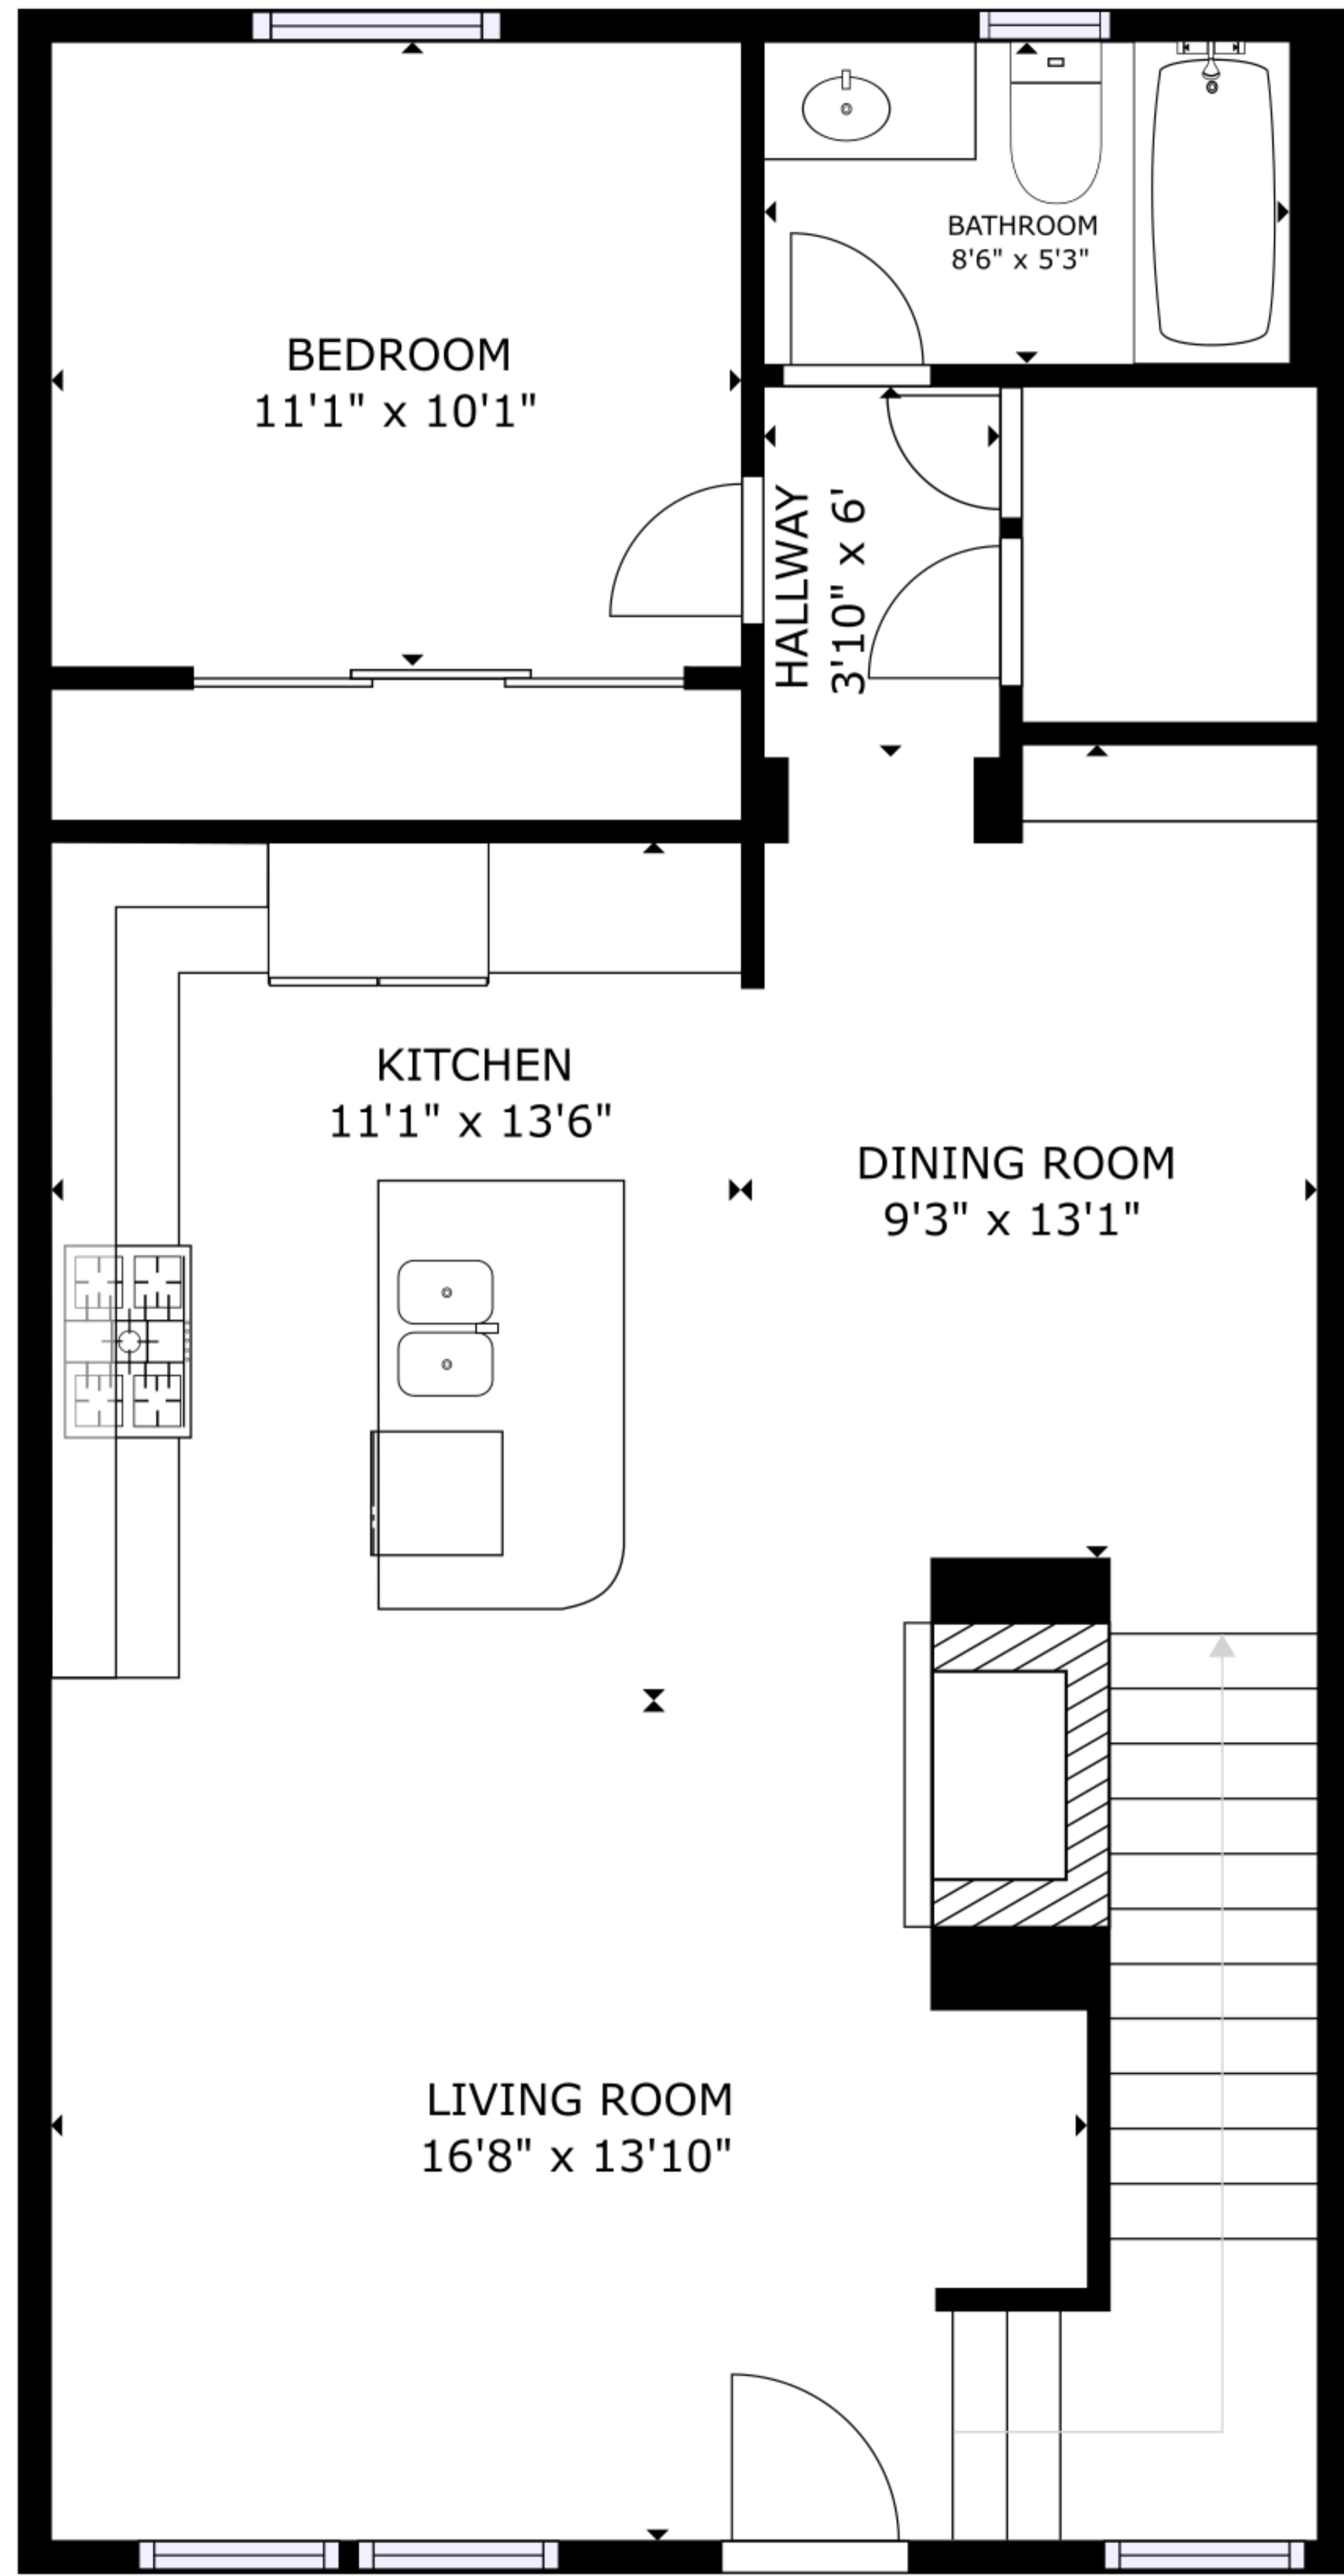 BATHROOM
8'6" x 5'3"
BEDROOM
11'1" x 10'1"
HALLWAY
3'10" x 6'
KITCHEN
11'1" x 13'6"
DINING ROOM
9'3" x 13'1"
LIVING ROOM
16'8" x 13'10"